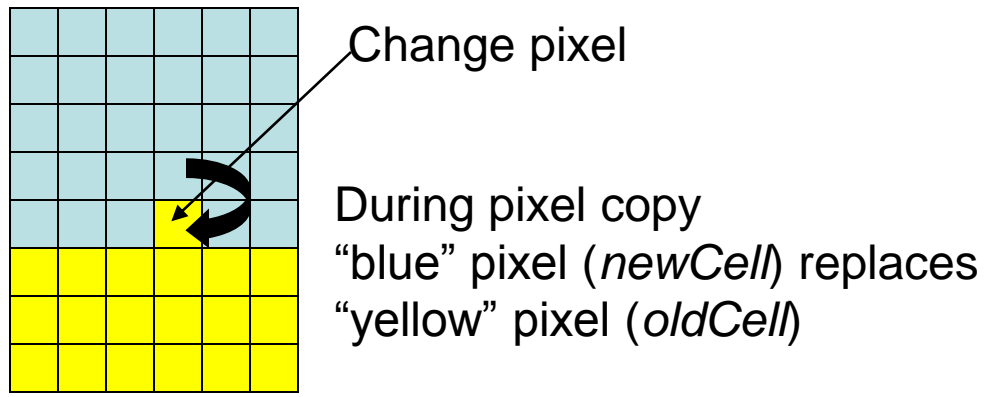 Change pixel
During pixel copy
“blue” pixel (newCell) replaces
“yellow” pixel (oldCell)